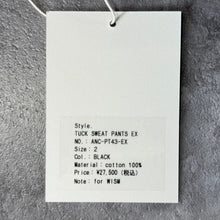 Style.
TUCK SWEAT PANTS EX
NO. : ANC-PT43-EX
Size : 2
Col. : BLACK
Material : cotton 100%
Price : ¥27,500 (税込)
Note : for WISM